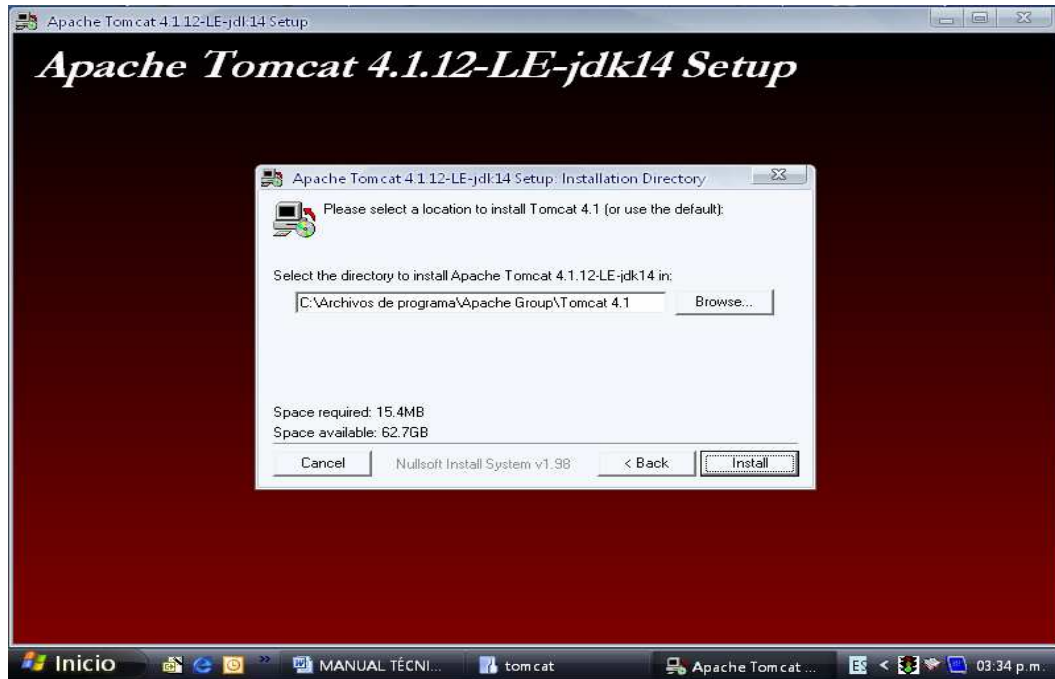 Apache Tomcat 4.1.12-LE-jdk14 Setup
Apache Tomcat 4.1.12-LE-jdk14 Setup
Apache Tomcat 4.1.12-LE-jdk14 Setup: Installation Directory
Please select a location to install Tomcat 4.1 (or use the default):
Select the directory to install Apache Tomcat 4.1.12-LE-jdk14 in:
C:\Archivos de programa\Apache Group\Tomcat 4.1
Browse...
Space required: 15.4MB
Space available: 62.7GB
Cancel
Nullsoft Install System v1.98
< Back
Install
Inicio
»
MANUAL TÉCNI...
tomcat
Apache Tomcat ...
ES
<
03:34 p.m.